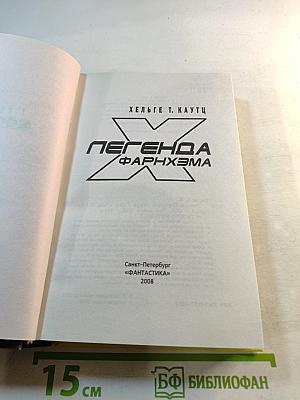 ХЕЛЬГЕ Т. КАУТЦ
X
ЛЕГЕНДА
ФАРНХЭМА
Санкт-Петербург
«ФАНТАСТИКА»
2008
15 см
БФ БИБЛИОФАН